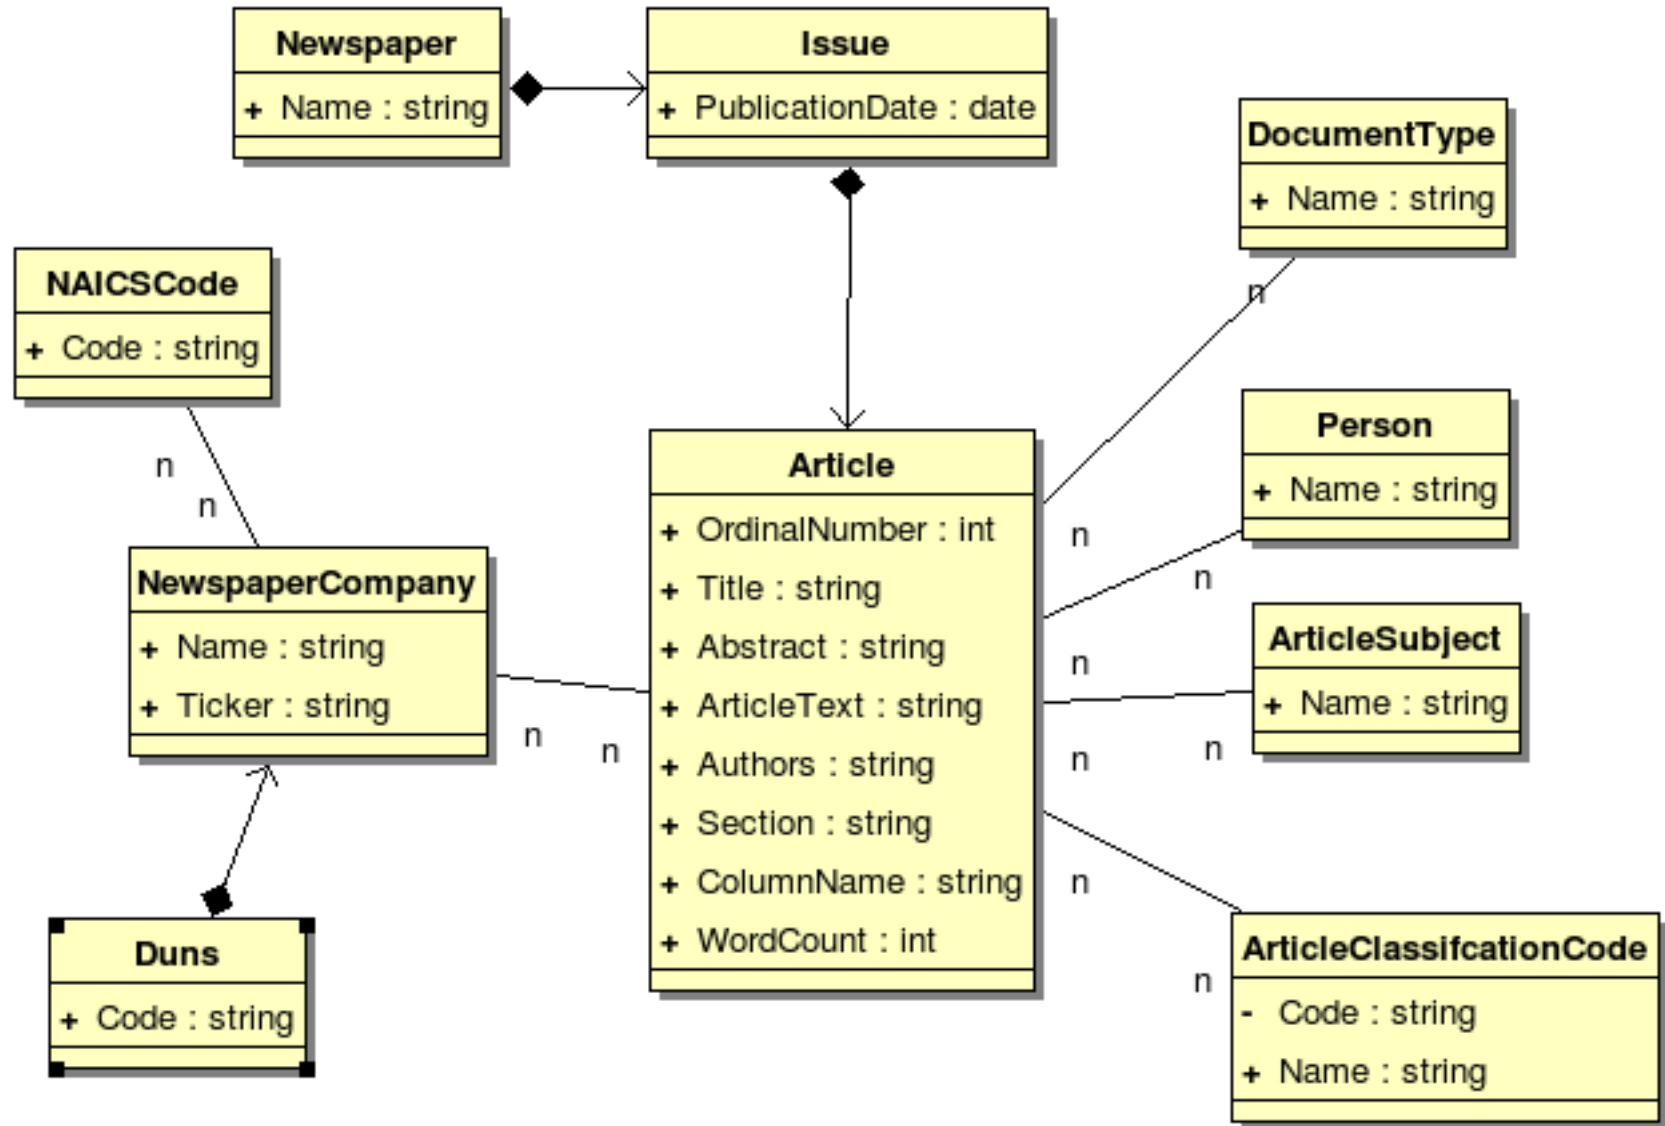 Newspaper
+ Name : string
Issue
+ PublicationDate : date
DocumentType
+ Name : string
n
n
NAICSCode
+ Code : string
n
n
Person
+ Name : string
n
n
Article
+ OrdinalNumber : int
+ Title : string
+ Abstract : string
+ ArticleText : string
+ Authors : string
+ Section : string
+ ColumnName : string
+ WordCount : int
NewspaperCompany
+ Name : string
+ Ticker : string
n
n
ArticleSubject
+ Name : string
n
n
Duns
+ Code : string
n
n
ArticleClassifcationCode
- Code : string
+ Name : string